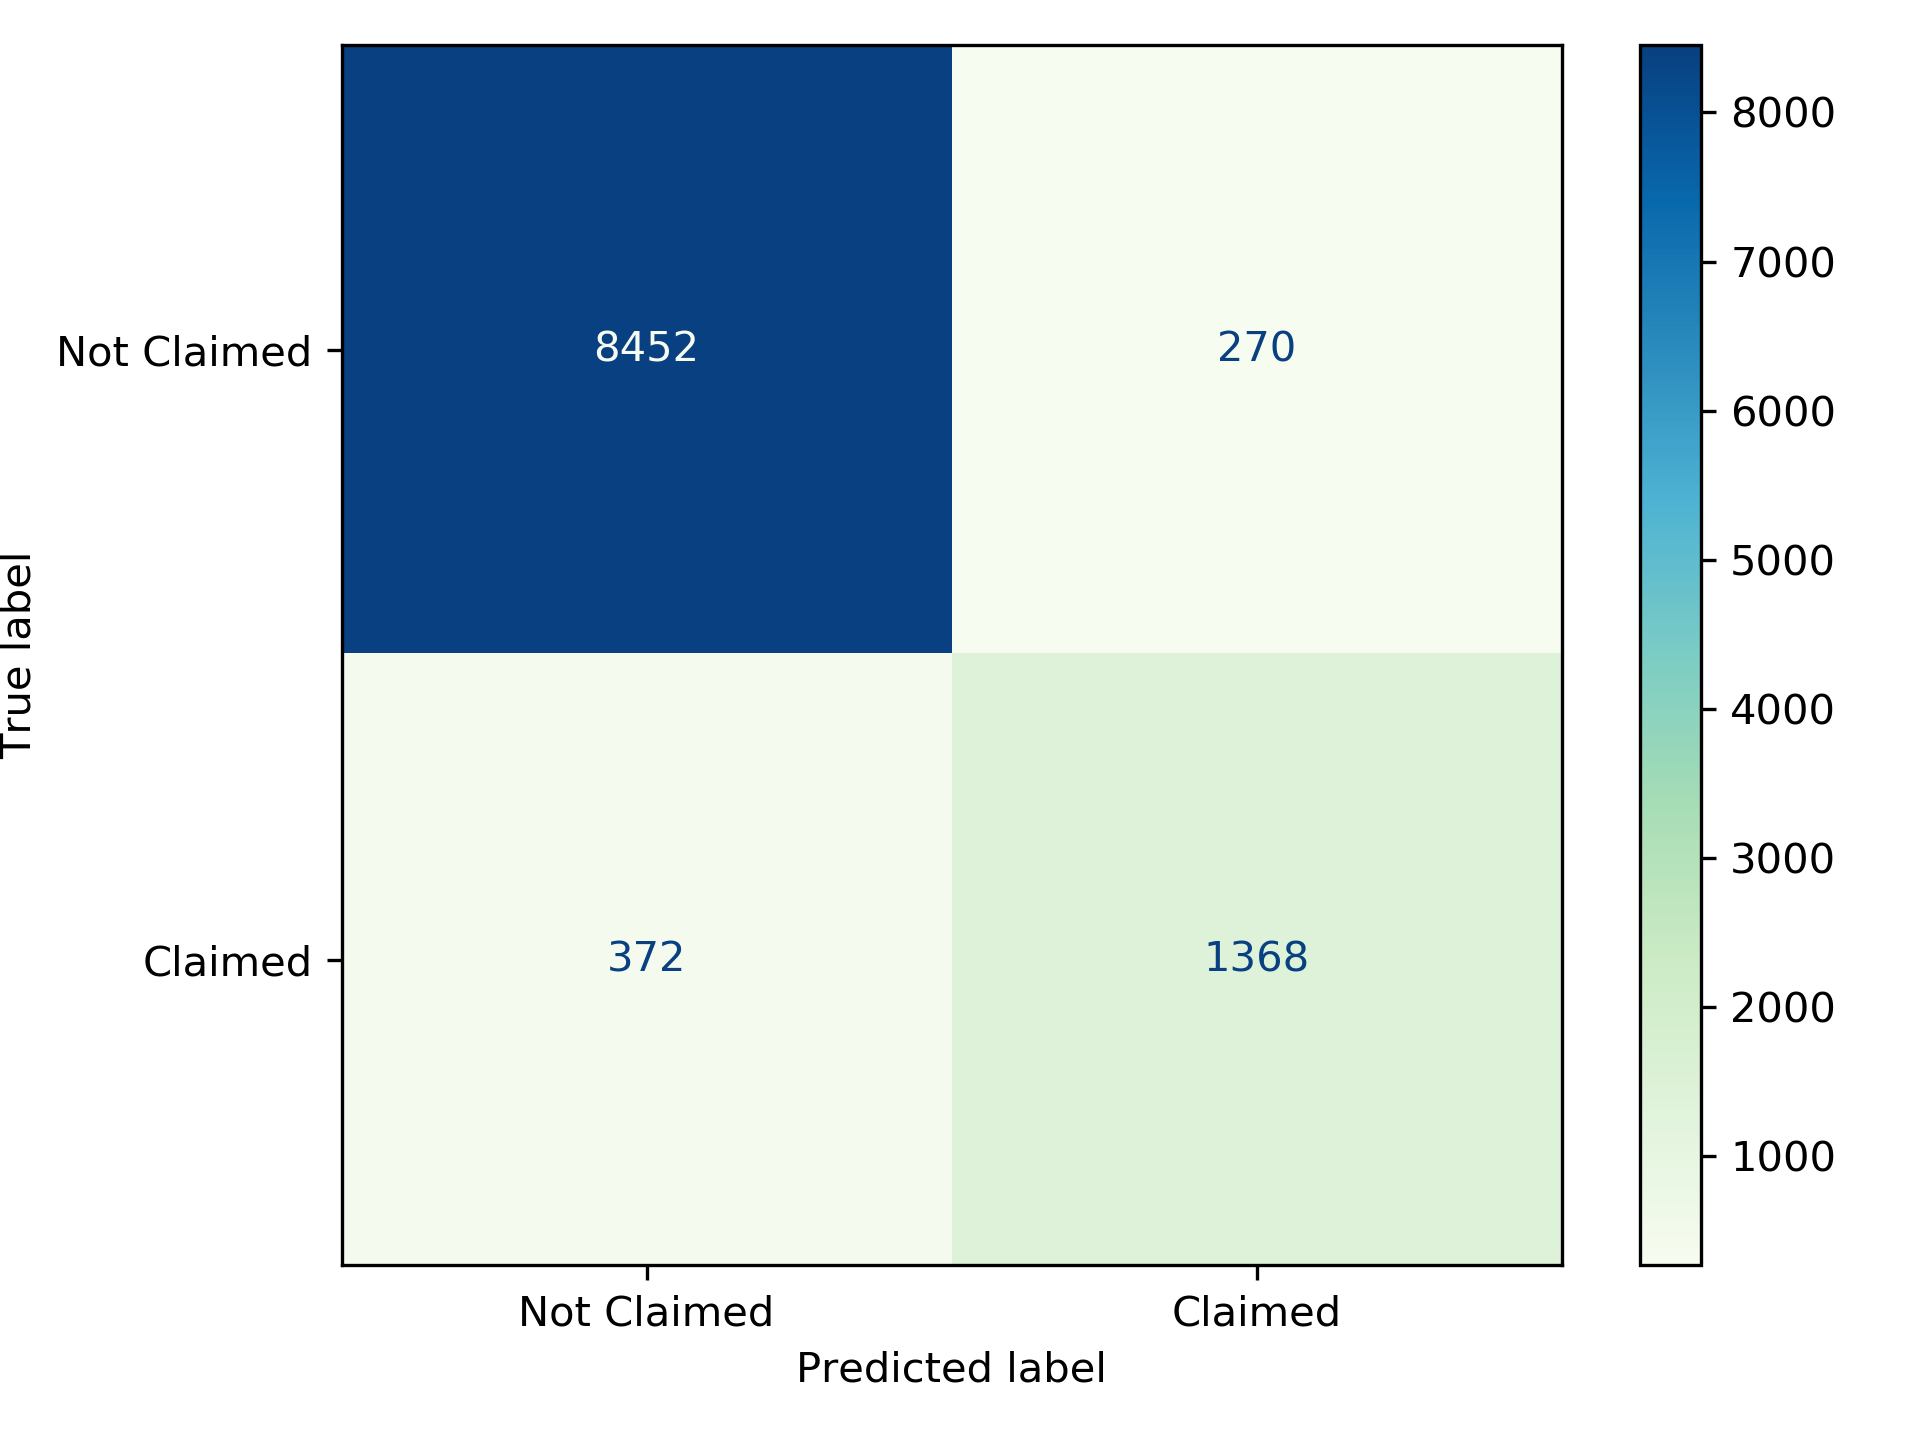 True label
Not Claimed
Claimed
8452
270
372
1368
Not Claimed
Claimed
Predicted label
8000
7000
6000
5000
4000
3000
2000
1000